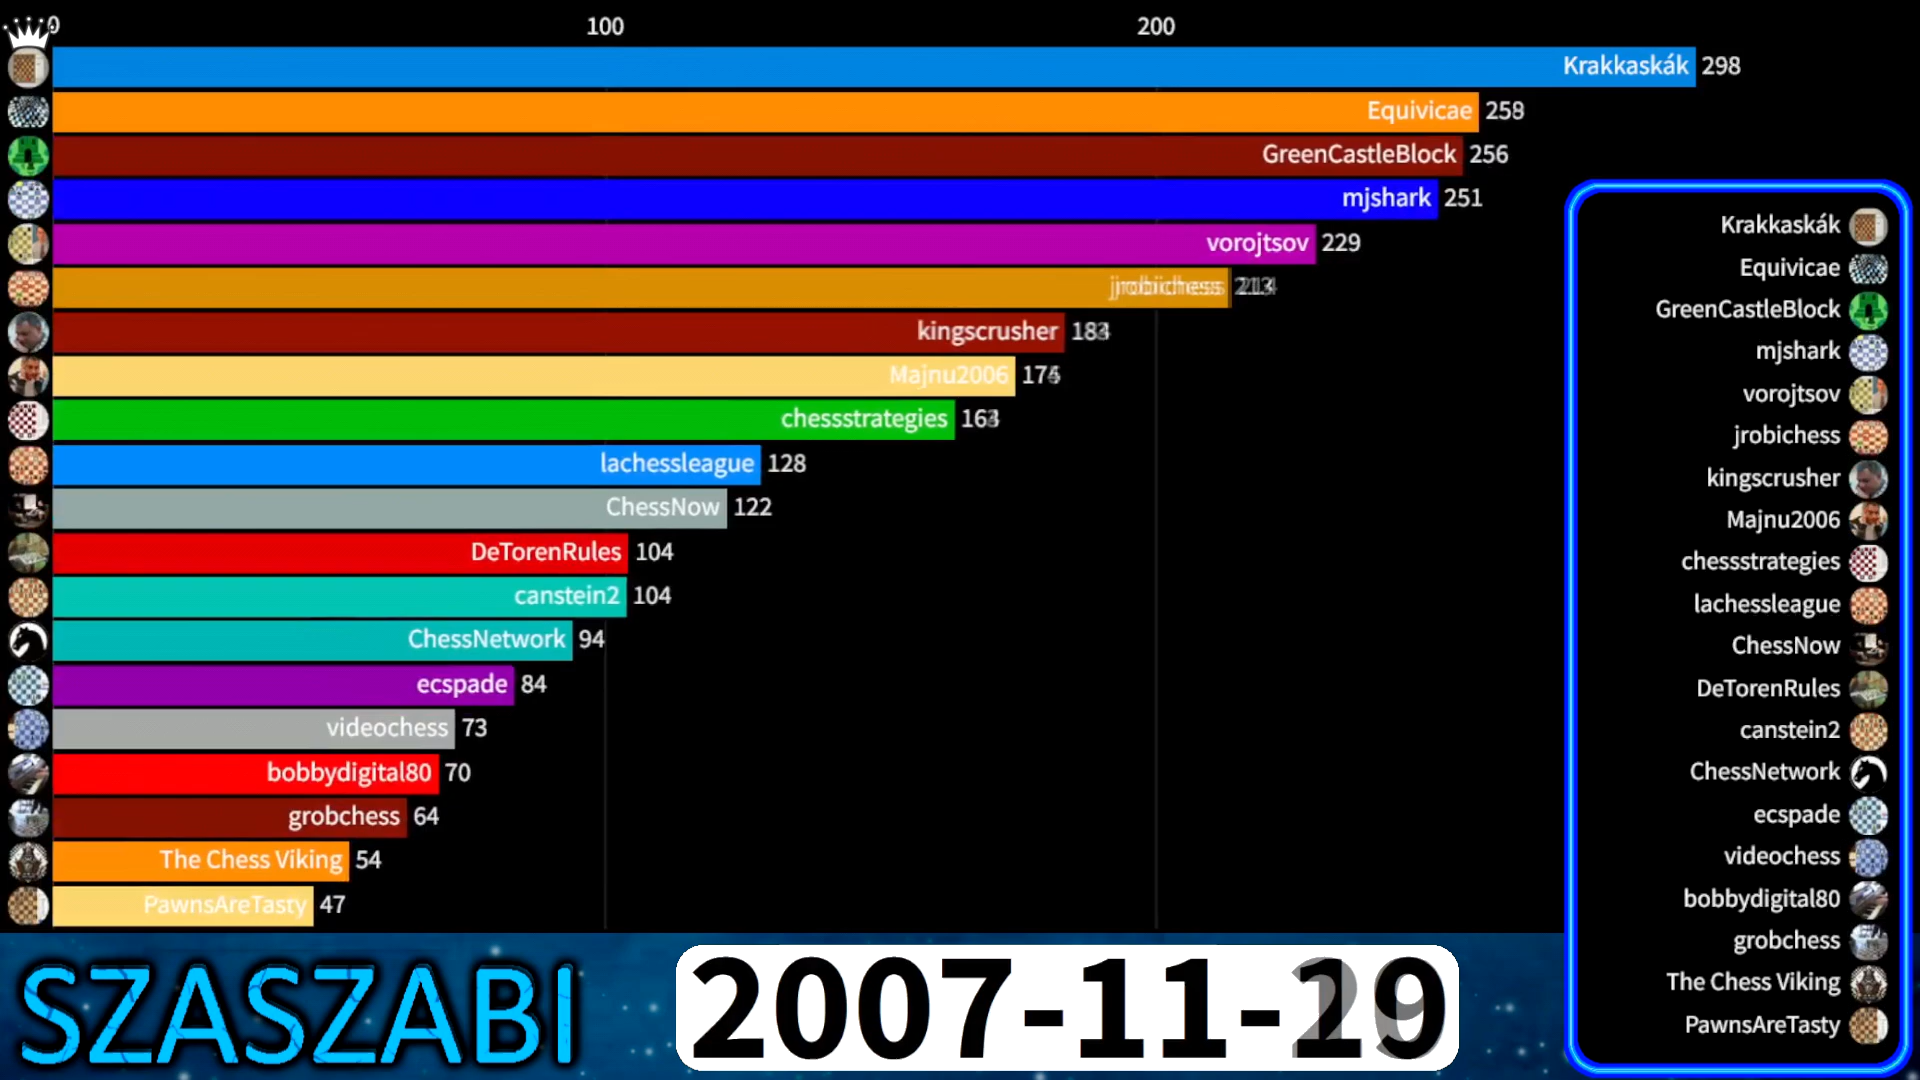 0 100 200
Krakkaskák 298
Equivicae 258
GreenCastleBlock 256
mjshark 251
vorojtsov 229
kingscrusher
Majnu2006
chessstrategies
lachessleague 128
ChessNow 122
DeTorenRules 104
canstein2 104
ChessNetwork 94
ecspade 84
videochess 73
bobbydigital80 70
grobchess 64
The Chess Viking 54
PawnsAreTasty 47
Krakkaskák
Equivicae
GreenCastleBlock
mjshark
vorojtsov
jrobichess
kingscrusher
Majnu2006
chessstrategies
lachessleague
ChessNow
DeTorenRules
canstein2
ChessNetwork
ecspade
videochess
bobbydigital80
grobchess
The Chess Viking
PawnsAreTasty
SZASZABI